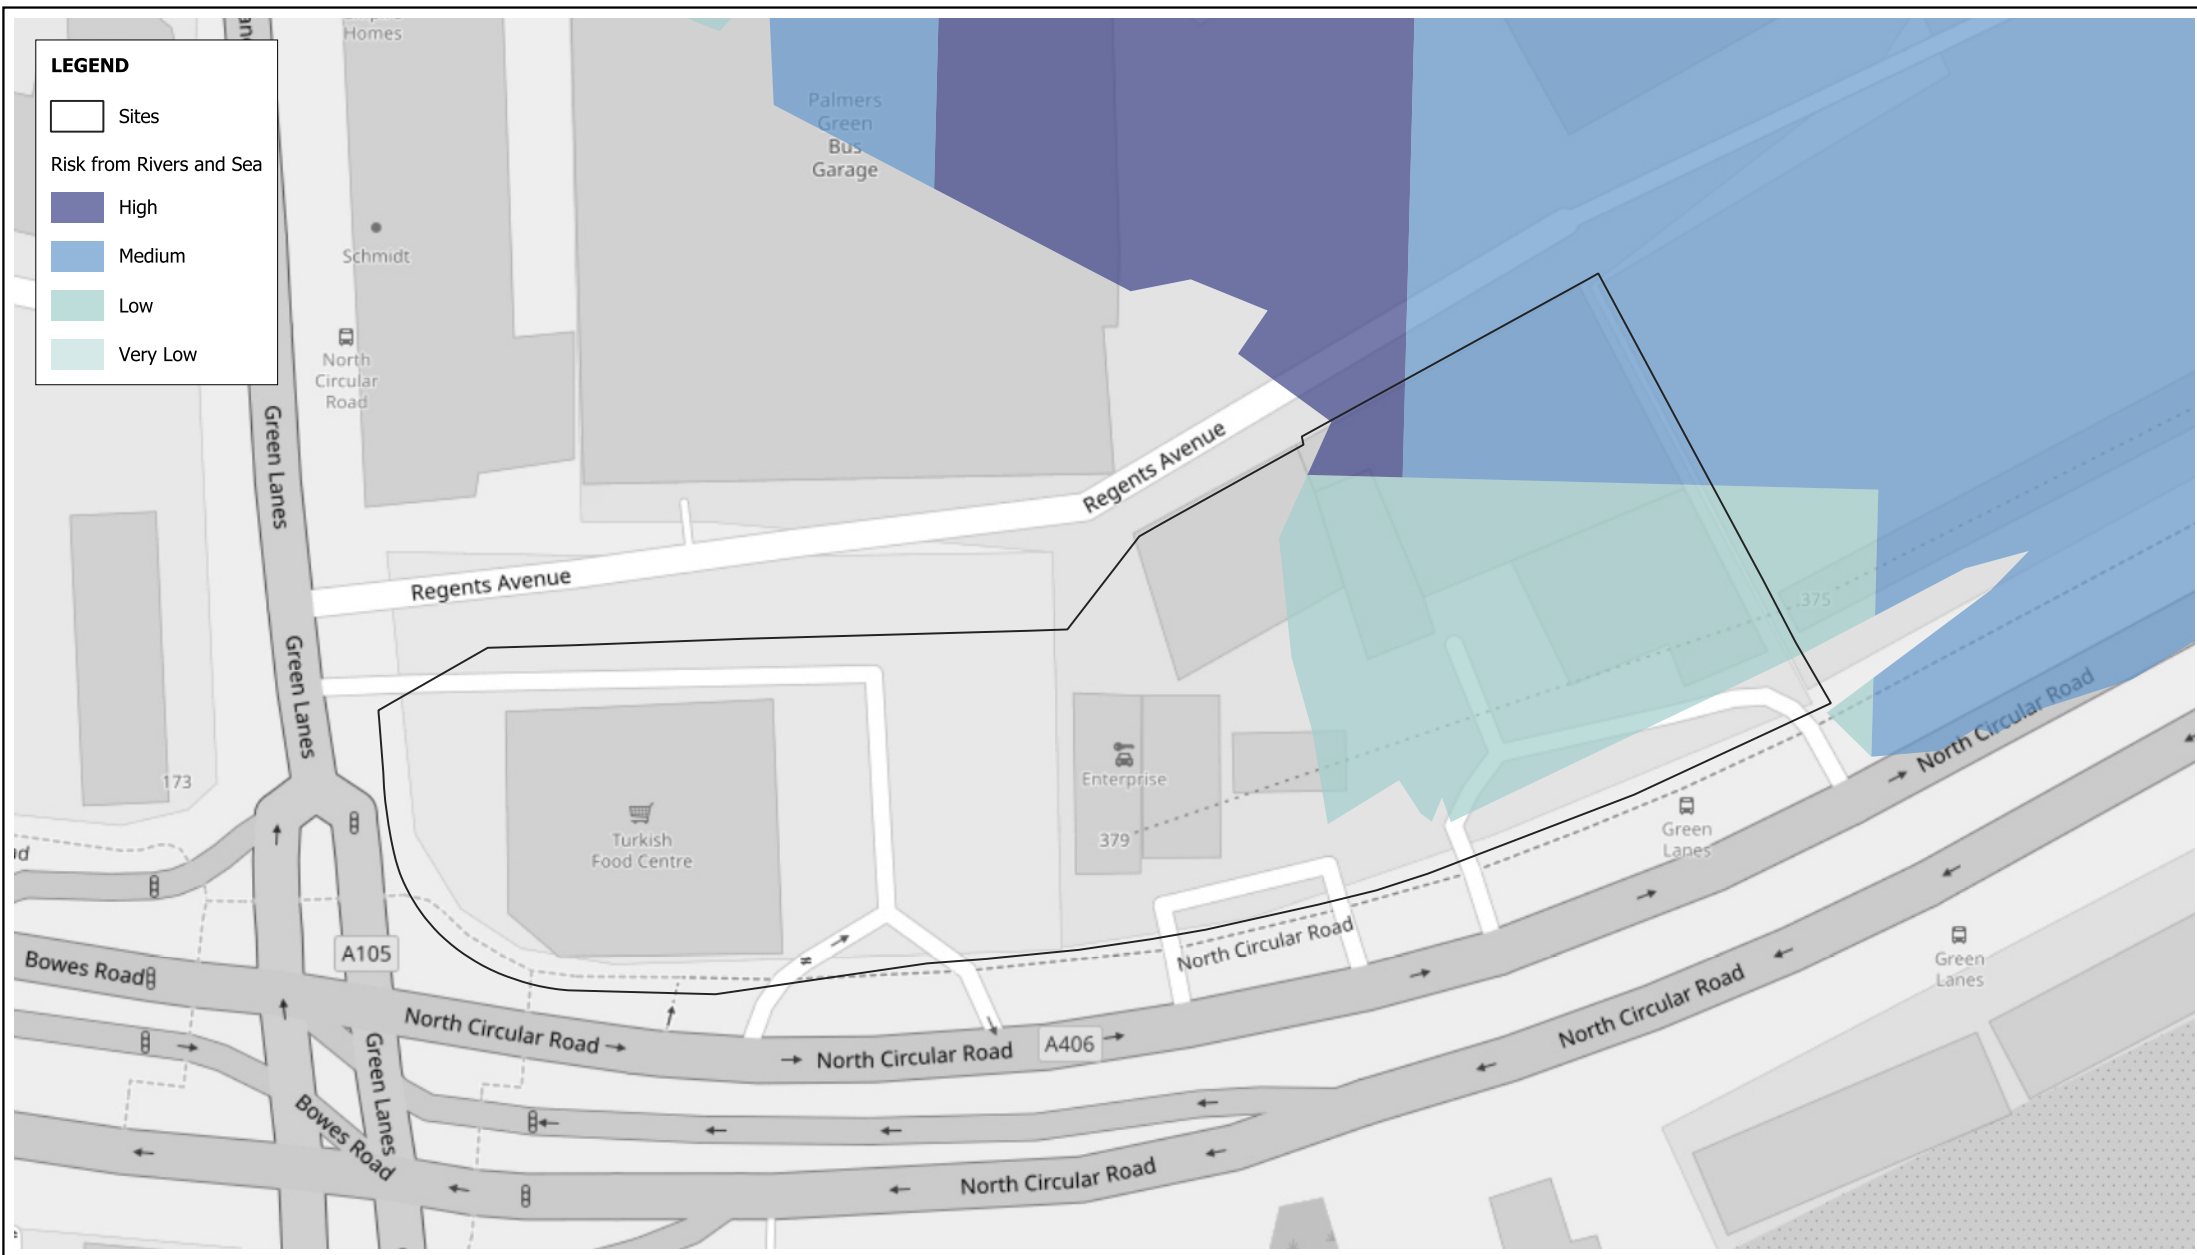 Homes
LEGEND
Sites
Risk from Rivers and Sea
High
Medium
Low
Very Low
Palmers
Green
Bus
Garage
Schmidt
North
Circular
Road
Green Lanes
Regents Avenue
Regents Avenue
Green Lanes
173
375
Enterprise
379
Turkish
Food Centre
Green
Lanes
North Circular Road
North Circular Road
A105
Bowes Road
Green
Lanes
North Circular Road
North Circular Road
A406
North Circular Road
Green Lanes
Bowes Road
North Circular Road